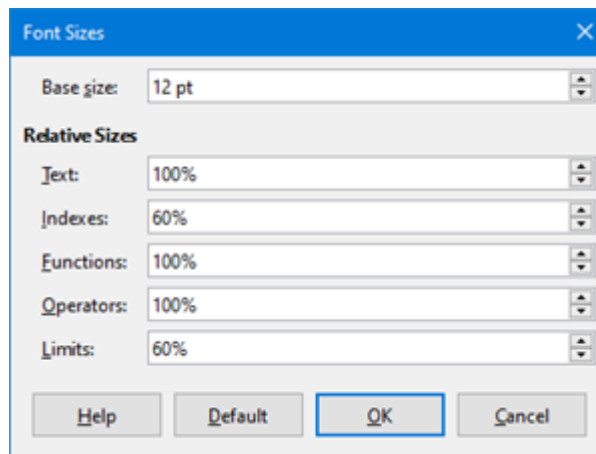 Font Sizes
Base size: 12 pt
Relative Sizes
Text: 100%
Indexes: 60%
Functions: 100%
Operators: 100%
Limits: 60%
Help Default OK Cancel